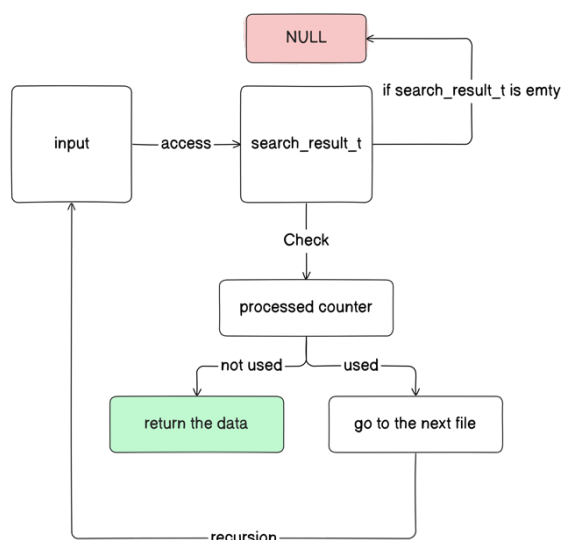 NULL
if search_result_t is emty
input
access
search_result_t
Check
processed counter
not used
used
return the data
go to the next file
recursion